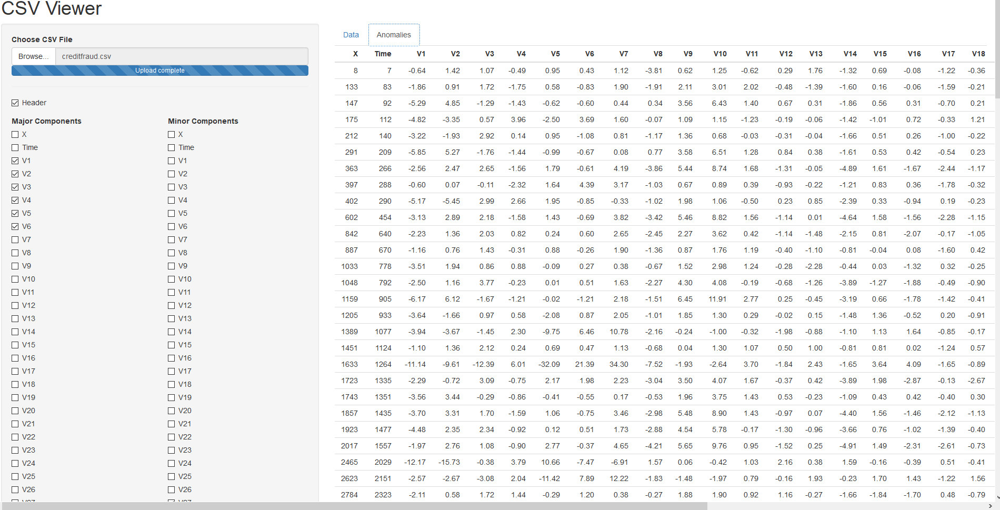 CSV Viewer
Choose CSV File
Browse... creditfraud.csv
Upload complete
Header
Major Components Minor Components
X X
Time Time
V1 V1
V2 V2
V3 V3
V4 V4
V5 V5
V6 V6
V7 V7
V8 V8
V9 V9
V10 V10
V11 V11
V12 V12
V13 V13
V14 V14
V15 V15
V16 V16
V17 V17
V18 V18
V19 V19
V20 V20
V21 V21
V22 V22
V23 V23
V24 V24
V25 V25
V26 V26
V27 V27
Data Anomalies
X Time V1 V2 V3 V4 V5 V6 V7 V8 V9 V10 V11 V12 V13 V14 V15 V16 V17 V18
8 7 -0.64 1.42 1.07 -0.49 0.95 0.43 1.12 -3.81 0.62 1.25 -0.62 0.29 1.76 -1.32 0.69 -0.08 -1.22 -0.36
133 83 -1.86 0.91 1.72 -1.75 0.58 -0.83 1.90 -1.91 2.11 3.01 2.02 -0.48 -1.39 -1.60 0.16 -0.06 -1.59 -0.21
147 92 -5.29 4.85 -1.29 -1.43 -0.62 -0.60 0.44 0.34 3.56 6.43 1.40 0.67 0.31 -1.86 0.56 0.31 -0.70 0.21
175 112 -4.82 -3.35 0.57 3.96 -2.50 3.69 1.60 -0.07 1.09 1.15 -1.23 -0.19 -0.06 -1.42 -1.01 0.72 -0.33 1.21
212 140 -3.22 -1.93 2.92 0.14 0.95 -1.08 0.81 -1.17 1.36 0.68 -0.03 -0.31 -0.04 -1.66 0.51 0.26 -1.00 -0.22
291 209 -5.85 5.27 -1.76 -1.44 -0.99 -0.67 0.08 0.77 3.58 6.51 1.28 0.84 0.38 -1.61 0.53 0.42 -0.54 0.23
363 266 -2.56 2.47 2.65 -1.56 1.79 -0.61 4.19 -3.86 5.44 8.74 1.68 -1.31 -0.05 -4.89 1.61 -1.67 -2.44 -1.17
397 288 -0.60 0.07 -0.11 -2.32 1.64 4.39 3.17 -1.03 0.67 0.89 0.39 -0.93 -0.22 -1.21 0.83 0.36 -1.78 -0.32
402 290 -5.17 -5.45 2.99 2.66 1.95 -0.85 -0.33 -1.02 1.98 1.06 -0.50 0.23 0.85 -2.39 0.33 -0.94 0.19 -0.23
602 454 -3.13 2.89 2.18 -1.58 1.43 -0.69 3.82 -3.42 5.46 8.82 1.56 -1.14 0.01 -4.64 1.58 -1.56 -2.28 -1.15
842 640 -2.23 1.36 2.03 0.82 0.24 0.60 2.65 -2.45 2.27 3.62 0.42 -1.14 -1.48 -2.15 0.81 -2.07 -0.17 -1.05
887 670 -1.16 0.76 1.43 -0.31 0.88 -0.26 1.90 -1.36 0.87 1.76 1.19 -0.40 -1.10 -0.81 -0.04 0.08 -1.60 0.42
1033 778 -3.51 1.94 0.86 0.88 -0.09 0.27 0.38 -0.67 1.52 2.98 1.24 -0.28 -2.28 -0.44 0.03 -1.32 0.32 -0.25
1048 792 -2.50 1.16 3.77 -0.23 0.01 0.51 1.63 -2.27 4.30 4.08 -0.19 -0.68 -1.26 -3.89 -1.27 -1.88 -0.49 -0.90
1159 905 -6.17 6.12 -1.67 -1.21 -0.02 -1.21 2.18 -1.51 6.45 11.91 2.77 0.25 -0.45 -3.19 0.66 -1.78 -1.42 -0.41
1205 933 -3.64 -1.66 0.97 0.58 -2.08 0.87 2.05 -1.01 1.85 1.30 0.29 -0.02 0.15 -1.48 1.36 -0.52 0.20 -0.91
1389 1077 -3.94 -3.67 -1.45 2.30 -9.75 6.46 10.78 -2.16 -0.24 -1.00 -0.32 -1.98 -0.88 -1.10 1.13 1.64 -0.85 -0.17
1451 1124 -1.10 1.36 2.12 0.24 0.69 0.47 1.13 -0.68 0.04 1.30 1.07 0.50 1.00 -0.81 0.81 0.02 -1.24 0.57
1633 1264 -11.14 -9.61 -12.39 6.01 -32.09 21.39 34.30 -7.52 -1.93 -2.64 3.70 -1.84 2.43 -1.65 3.64 4.09 -1.65 -0.89
1723 1335 -2.29 -0.72 3.09 -0.75 2.17 1.98 2.23 -3.04 3.50 4.07 1.67 -0.37 0.42 -3.89 1.98 -2.87 -0.13 -2.67
1743 1351 -3.56 3.44 -0.29 -0.86 -0.41 -0.55 0.17 -0.53 1.96 3.75 1.43 0.53 -0.23 -1.09 0.43 0.42 -0.40 0.30
1857 1435 -3.70 3.31 1.70 -1.59 1.06 -0.75 3.46 -2.98 5.48 8.90 1.43 -0.97 0.07 -4.40 1.56 -1.46 -2.12 -1.13
1923 1477 -4.48 2.35 2.34 -0.92 0.12 0.51 1.73 -2.88 4.54 5.78 -0.17 -1.30 -0.96 -3.66 0.76 -1.02 -1.39 -0.40
2017 1557 -1.97 2.76 1.08 -0.90 2.77 -0.37 4.65 -4.21 5.65 9.76 0.95 -1.52 0.25 -4.91 1.49 -2.31 -2.61 -0.73
2465 2029 -12.17 -15.73 -0.38 3.79 10.66 -7.47 -6.91 1.57 0.06 -0.42 1.03 2.16 0.38 1.59 -0.16 -0.39 0.51 -0.41
2623 2151 -2.57 -2.67 -3.08 2.04 -11.42 7.89 12.22 -1.83 -1.48 -1.97 0.79 -0.16 1.93 -0.23 1.70 1.43 -1.22 1.56
2784 2323 -2.11 0.58 1.72 1.44 -0.29 1.20 0.38 -0.27 1.88 1.90 0.92 1.16 -0.27 -1.66 -1.84 -1.70 0.48 -0.79